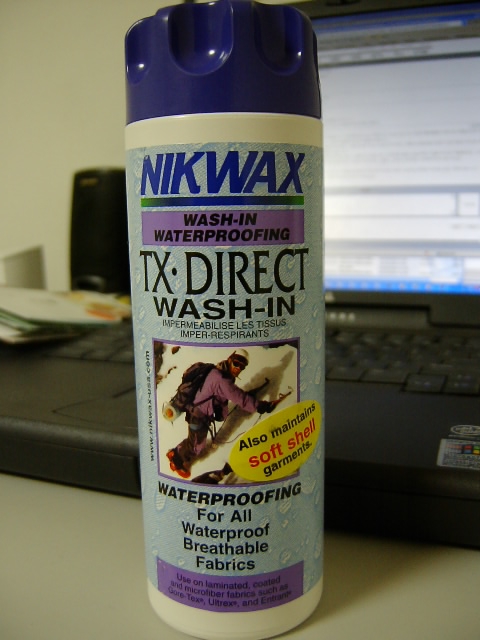 NIKWAX
WASH-IN
WATERPROOFING
TX·DIRECT
WASH-IN
IMPERMEABILISE LES TISSUS
IMPER-RESPIRANTS
www.nikwax-usa.com
Also maintains
soft shell
garments.
WATERPROOFING
For All
Waterproof
Breathable
Fabrics
Use on laminated, coated
and microfiber fabrics such as
Gore-Tex®, Ultrex®, and Entrant®